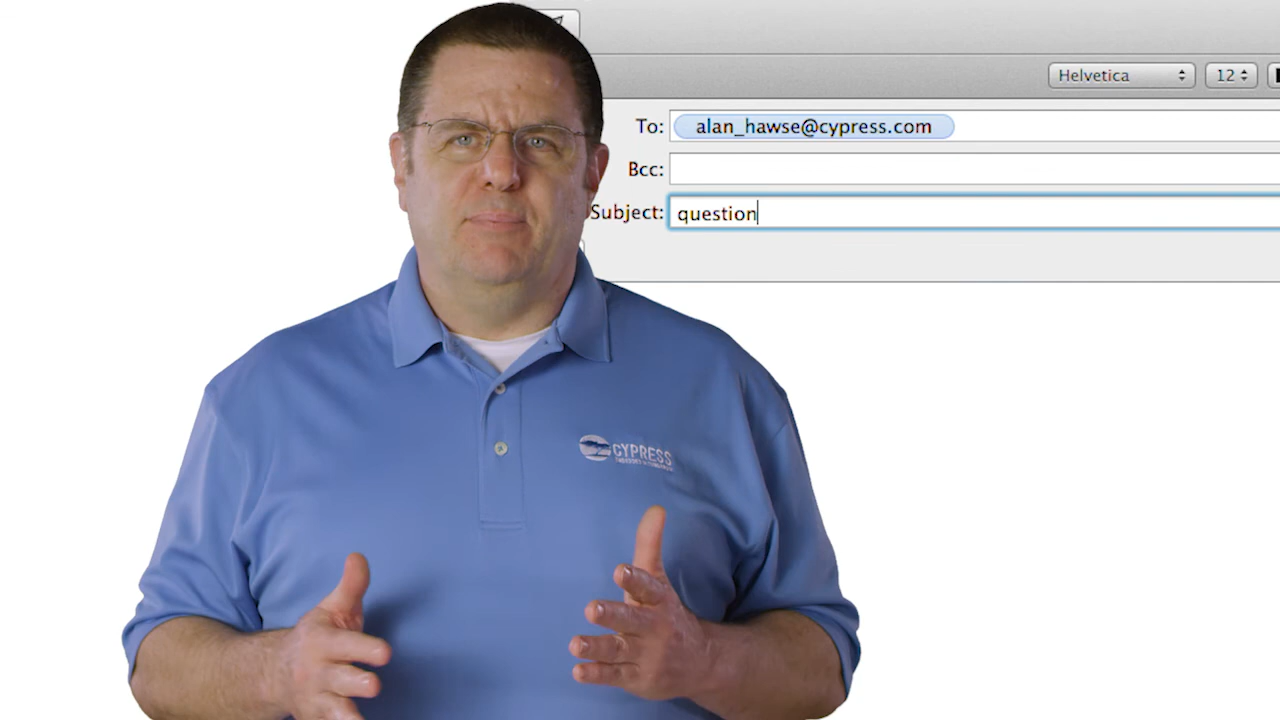 Helvetica 12
To: alan_hawse@cypress.com
Bcc:
Subject: question
CYPRESS